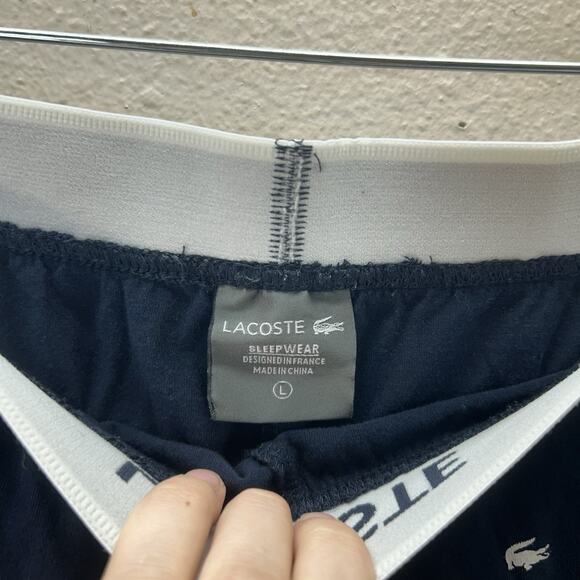 LACOSTE
SLEEPWEAR
DESIGNED IN FRANCE
MADE IN CHINA
L